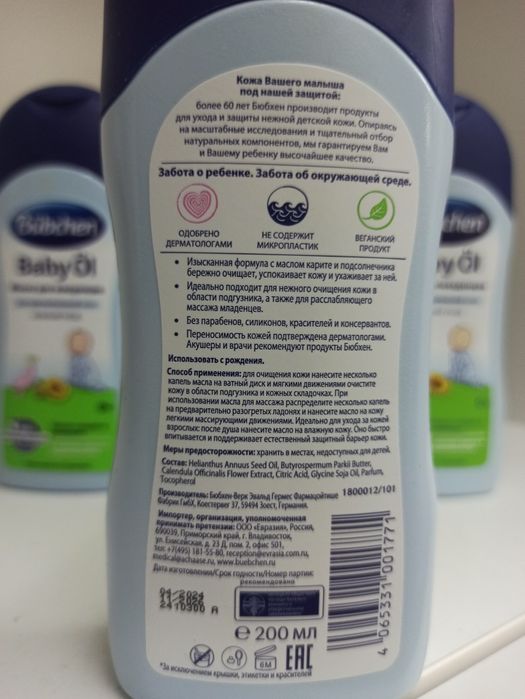 Кожа Вашего малыша
под нашей защитой:
более 60 лет Бюбхен производит продукты
для ухода и защиты нежной детской кожи. Опираясь
на масштабные исследования и тщательный отбор
натуральных компонентов, мы гарантируем Вам
и Вашему ребенку высочайшее качество.
Забота о ребенке. Забота об окружающей среде.
ОДОБРЕНО
ДЕРМАТОЛОГАМИ
НЕ СОДЕРЖИТ
МИКРОПЛАСТИК
ВЕГАНСКИЙ
ПРОДУКТ
• Изысканная формула с маслом карите и подсолнечника
бережно очищает, успокаивает кожу и ухаживает за ней.
• Идеально подходит для нежного очищения кожи в
области подгузника, а также для расслабляющего
массажа младенцев.
• Без парабенов, силиконов, красителей и консервантов.
• Переносимость кожей подтверждена дерматологами.
Акушеры и врачи рекомендуют продукты Бюбхен.
Использовать с рождения.
Способ применения: для очищения кожи нанесите несколько
капель масла на ватный диск и мягкими движениями очистите
кожу в области подгузника и кожных складочках. При
использовании масла для массажа распределите несколько капель
на предварительно разогретых ладонях и нанесите масло на кожу
легкими массирующими движениями. Идеально для ухода за кожей
взрослых: после душа нанесите масло на влажную кожу. Оно быстро
впитывается и поддерживает естественный защитный барьер кожи.
Меры предосторожности: хранить в местах, недоступных для детей.
Состав: Helianthus Annuus Seed Oil, Butyrospermum Parkii Butter,
Calendula Officinalis Flower Extract, Citric Acid, Glycine Soja Oil, Parfum,
Tocopherol
Производитель: Бюбхен-Верк Эвальд Гермес Фармацойтише
Фабрик ГмбХ, Коестервег 37, 59494 Зоест, Германия.
1800012/101
Импортер, организация, уполномоченная
принимать претензии: ООО «Евразия», Россия,
690039, Приморский край, г. Владивосток,
ул. Енисейская, д. 23 Д, пом. 2, офис 501,
тел: +7(495) 181-55-80, reception@evrasia.com.ru
medical@achaase.ru, www.buebchen.ru
Дата изготовления/Срок годности/Номер партии:
рекомендовано
2410300 A
4 065331 001771
℮ 200 МЛ
6M
EAC
*За исключением крышки, этикетки и красителей
Bübchen
Baby Öl
Bübchen
Öl